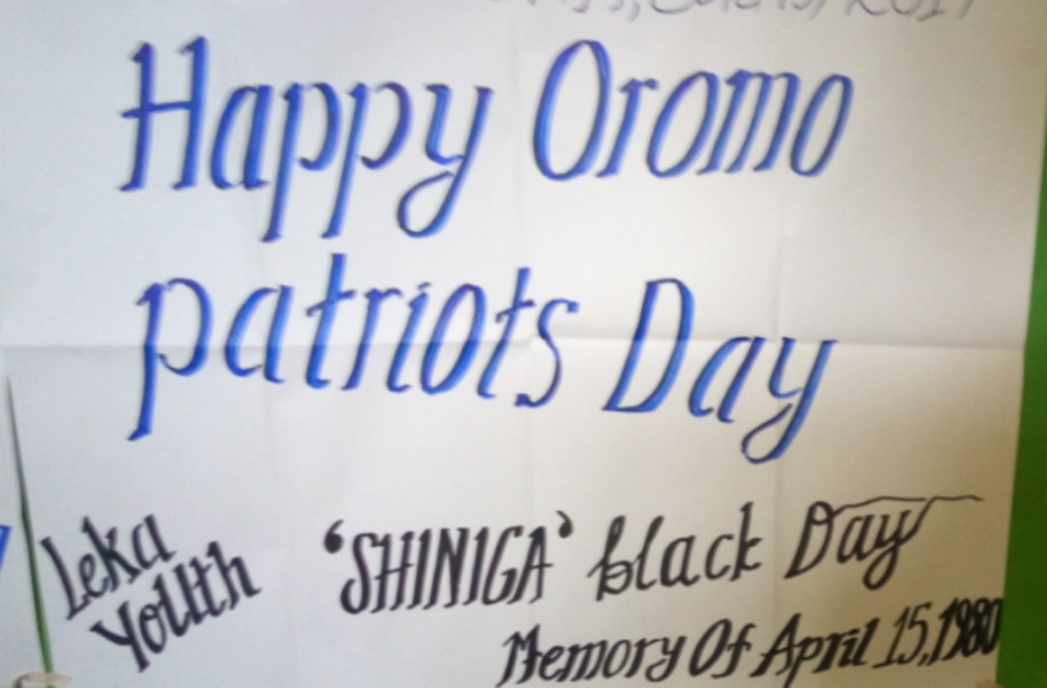 Happy Oromo
patriots Day
Leka
Youth
‘SHINIGA’ black Day
Memory Of April 15,1980